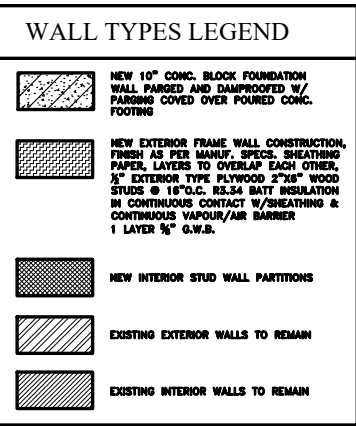 WALL TYPES LEGEND
NEW 10" CONC. BLOCK FOUNDATION
WALL PARGED AND DAMPROOFED W/
PARGING COVED OVER POURED CONC.
FOOTING
NEW EXTERIOR FRAME WALL CONSTRUCTION,
FINISH AS PER MANUF. SPECS. SHEATHING
PAPER, LAYERS TO OVERLAP EACH OTHER,
½" EXTERIOR TYPE PLYWOOD 2"X6" WOOD
STUDS @ 16"O.C. R3.34 BATT INSULATION
IN CONTINUOUS CONTACT W/SHEATHING &
CONTINUOUS VAPOUR/AIR BARRIER
1 LAYER ⅝" G.W.B.
NEW INTERIOR STUD WALL PARTITIONS
EXISTING EXTERIOR WALLS TO REMAIN
EXISTING INTERIOR WALLS TO REMAIN